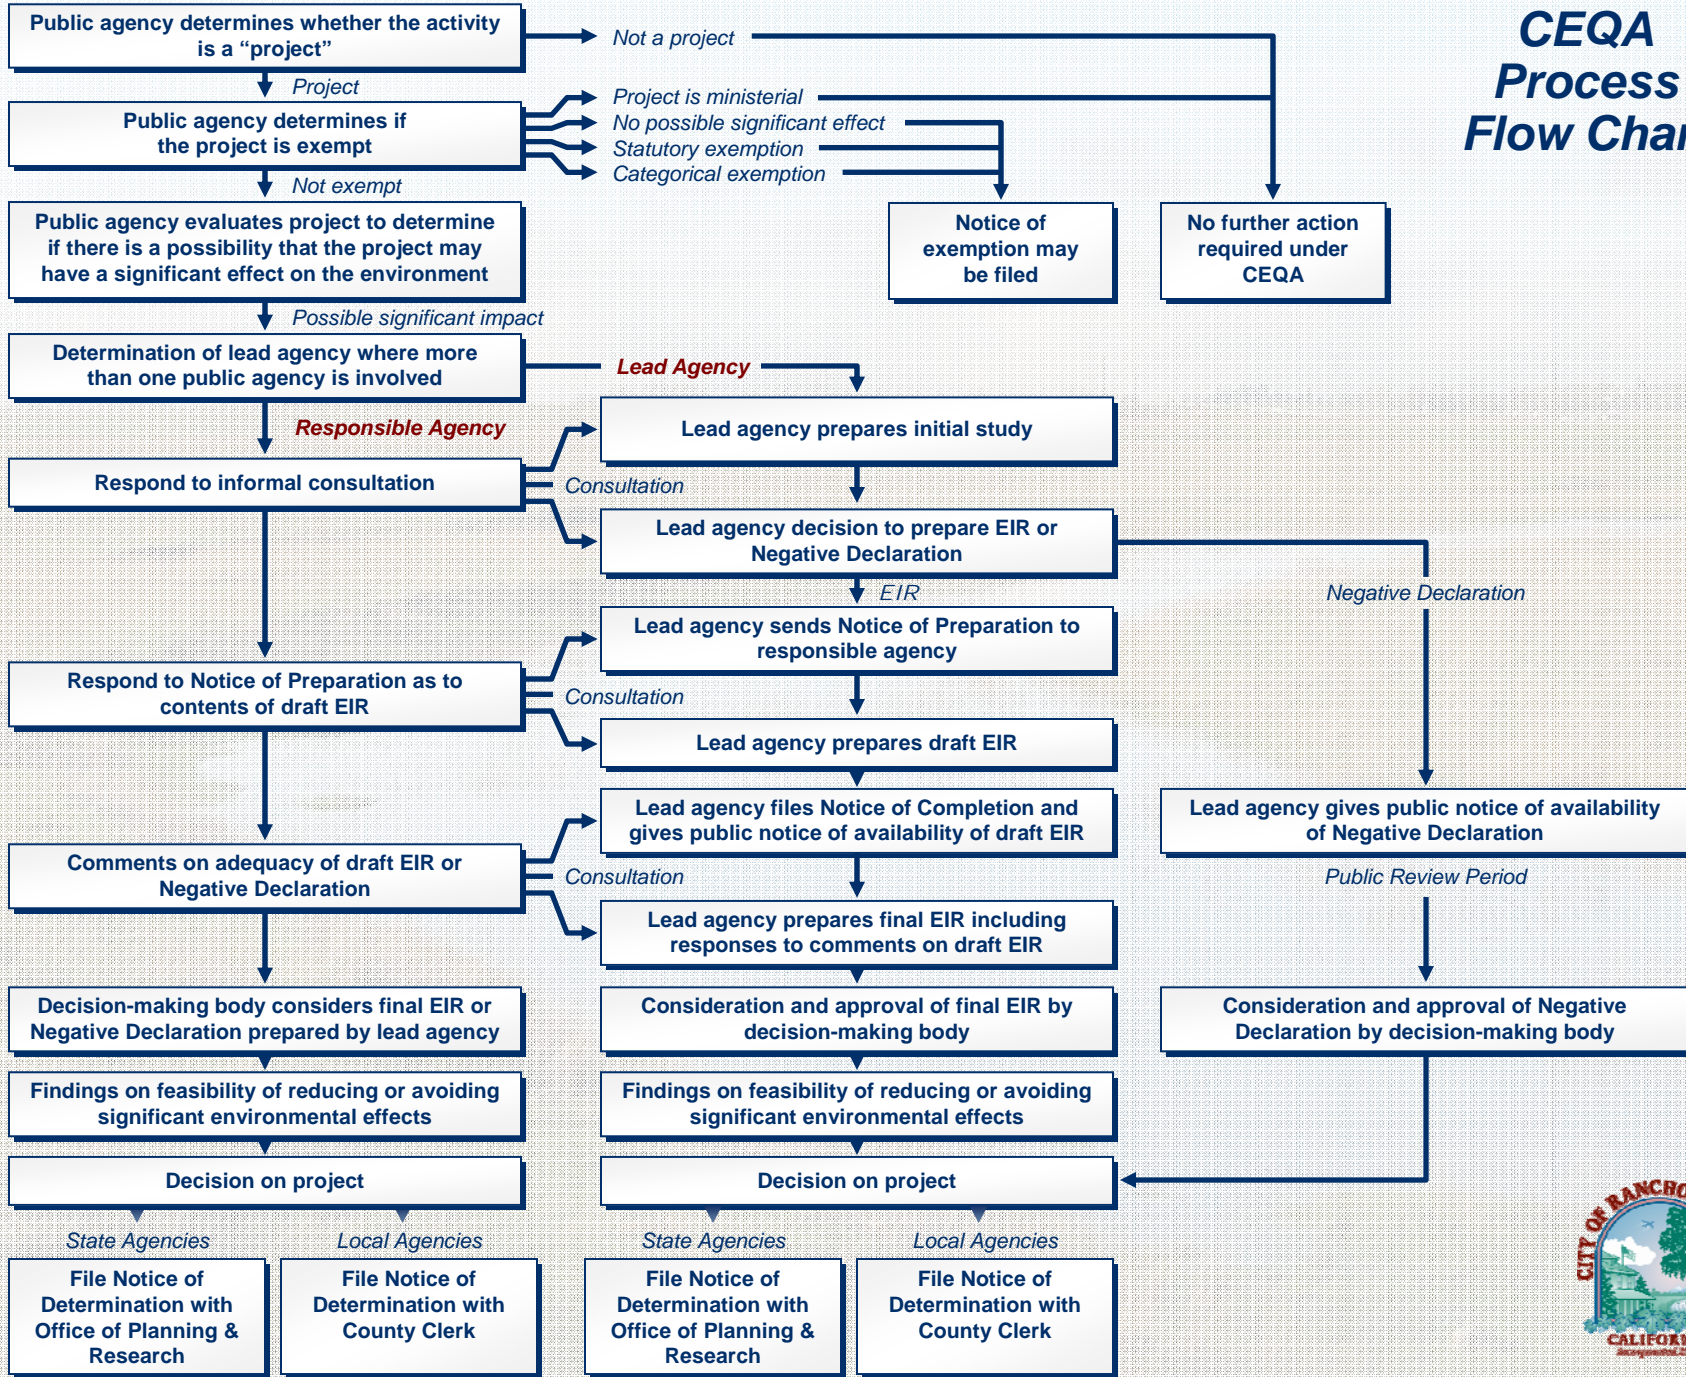 CEQA
Process
Flow Char
Public agency determines whether the activity
is a “project”
Not a project
Project
Public agency determines if
the project is exempt
Project is ministerial
No possible significant effect
Statutory exemption
Categorical exemption
Not exempt
Public agency evaluates project to determine
if there is a possibility that the project may
have a significant effect on the environment
Notice of
exemption may
be filed
No further action
required under
CEQA
Possible significant impact
Determination of lead agency where more
than one public agency is involved
Lead Agency
Responsible Agency
Lead agency prepares initial study
Respond to informal consultation
Consultation
Lead agency decision to prepare EIR or
Negative Declaration
EIR
Negative Declaration
Lead agency sends Notice of Preparation to
responsible agency
Respond to Notice of Preparation as to
contents of draft EIR
Consultation
Lead agency prepares draft EIR
Lead agency files Notice of Completion and
gives public notice of availability of draft EIR
Lead agency gives public notice of availability
of Negative Declaration
Comments on adequacy of draft EIR or
Negative Declaration
Consultation
Public Review Period
Lead agency prepares final EIR including
responses to comments on draft EIR
Decision-making body considers final EIR or
Negative Declaration prepared by lead agency
Consideration and approval of final EIR by
decision-making body
Consideration and approval of Negative
Declaration by decision-making body
Findings on feasibility of reducing or avoiding
significant environmental effects
Findings on feasibility of reducing or avoiding
significant environmental effects
Decision on project
Decision on project
State Agencies
Local Agencies
State Agencies
Local Agencies
File Notice of
Determination with
Office of Planning &
Research
File Notice of
Determination with
County Clerk
File Notice of
Determination with
Office of Planning &
Research
File Notice of
Determination with
County Clerk
CITY OF RANCHO
CALIFOR